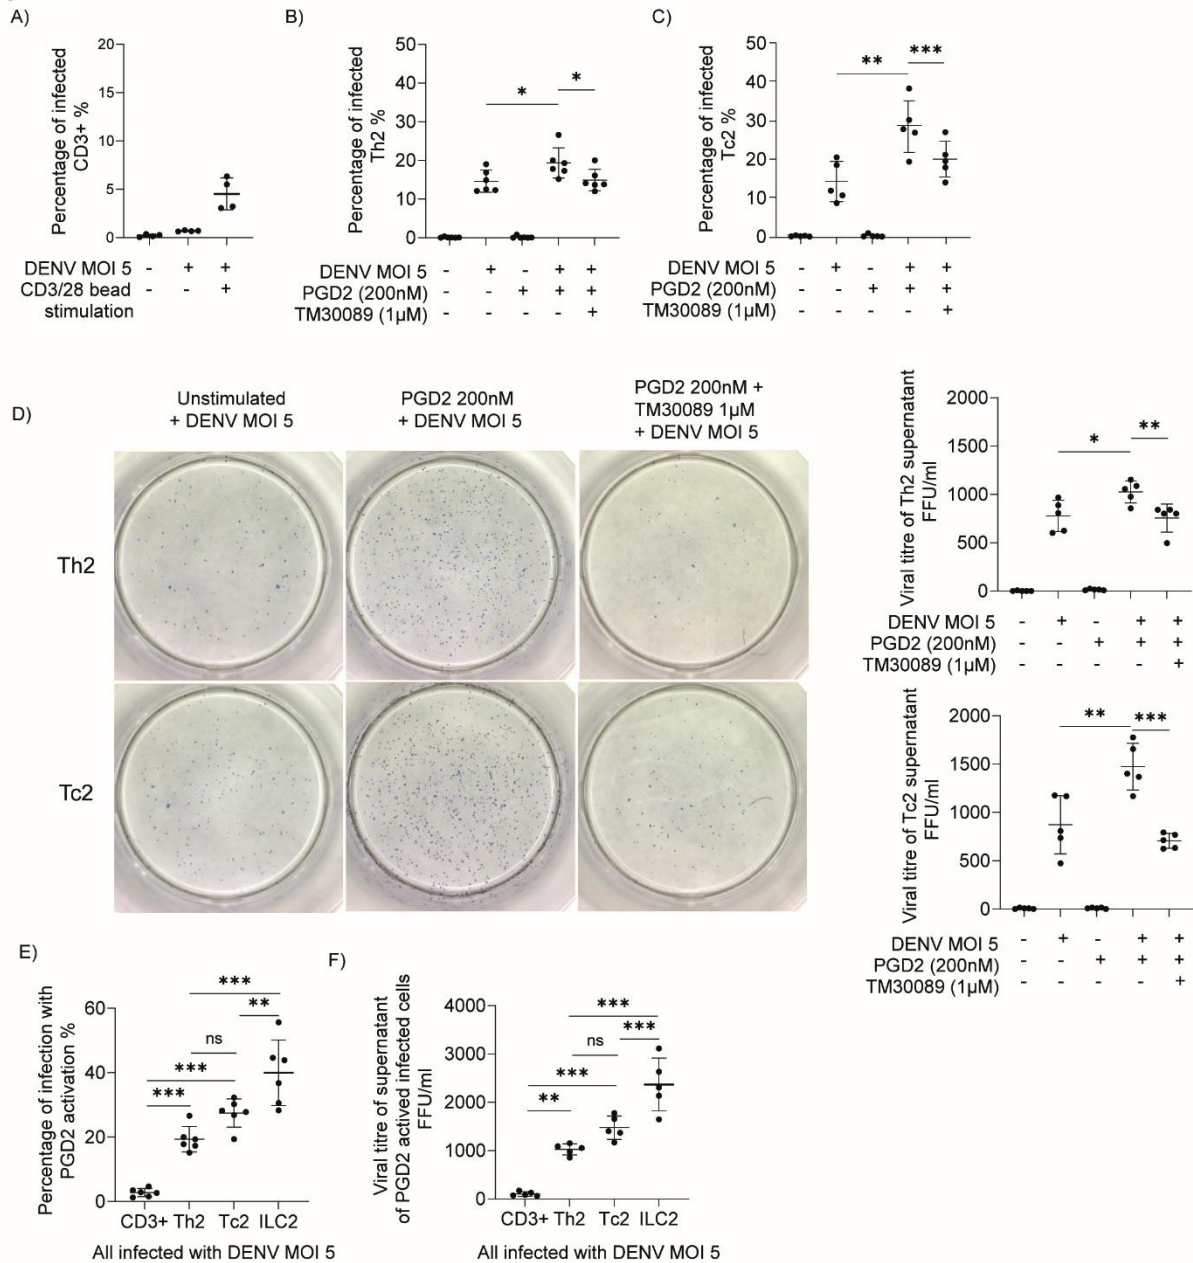 A)
Percentage of infected
CD3+ %
20
15
10
5
0
DENV MOI 5 - + +
CD3/28 bead - - +
stimulation
B)
Percentage of infected
Th2 %
50
40
30
20
10
0
*
*
DENV MOI 5 - + - + +
PGD2 (200nM) - - + + +
TM30089 (1µM) - - - - +
C)
Percentage of infected
Tc2 %
50
40
30
20
10
0
**
***
DENV MOI 5 - + - + +
PGD2 (200nM) - - + + +
TM30089 (1µM) - - - - +
D)
Unstimulated
+ DENV MOI 5
PGD2 200nM
+ DENV MOI 5
PGD2 200nM +
TM30089 1µM
+ DENV MOI 5
Th2
Tc2
Viral titre of Th2 supernatant
FFU/ml
2000
1500
1000
500
0
*
**
DENV MOI 5 - + - + +
PGD2 (200nM) - - + + +
TM30089 (1µM) - - - - +
Viral titre of Tc2 supernatant
FFU/ml
2000
1500
1000
500
0
**
***
DENV MOI 5 - + - + +
PGD2 (200nM) - - + + +
TM30089 (1µM) - - - - +
E)
Percentage of infection with
PGD2 activation %
60
40
20
0
***
**
ns
***
***
CD3+ Th2 Tc2 ILC2
All infected with DENV MOI 5
F)
Viral titre of supernatant
of PGD2 actived infected cells
FFU/ml
4000
3000
2000
1000
0
***
***
ns
***
**
CD3+ Th2 Tc2 ILC2
All infected with DENV MOI 5